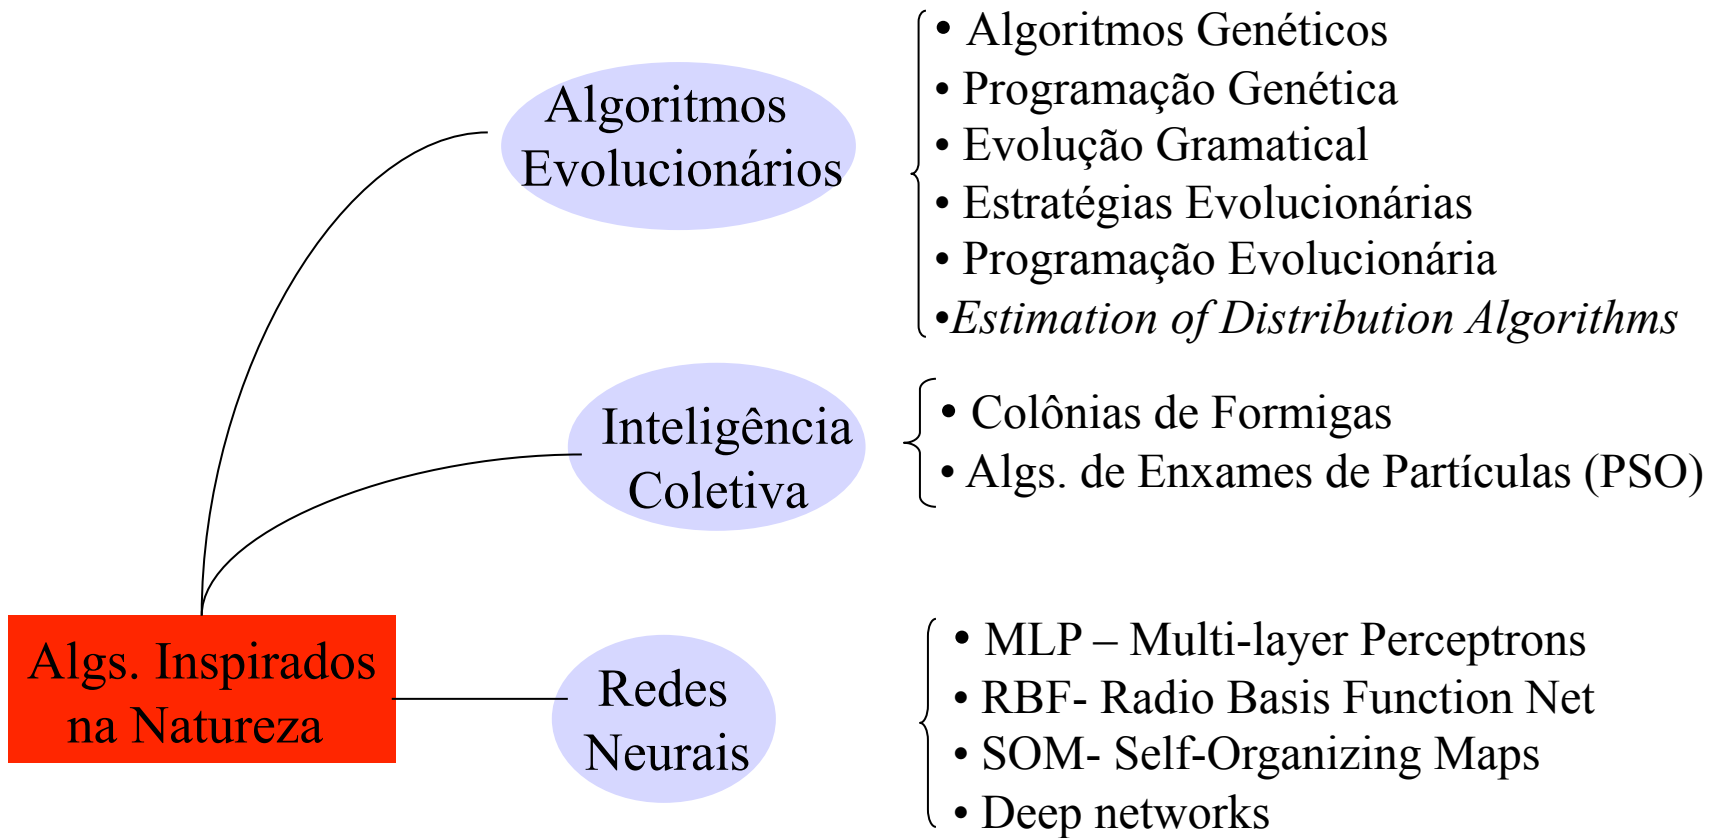 Algs. Inspirados
na Natureza
Algoritmos
Evolucionários
• Algoritmos Genéticos
• Programação Genética
• Evolução Gramatical
• Estratégias Evolucionárias
• Programação Evolucionária
•Estimation of Distribution Algorithms
Inteligência
Coletiva
• Colônias de Formigas
• Algs. de Enxames de Partículas (PSO)
Redes
Neurais
• MLP – Multi-layer Perceptrons
• RBF- Radio Basis Function Net
• SOM- Self-Organizing Maps
• Deep networks